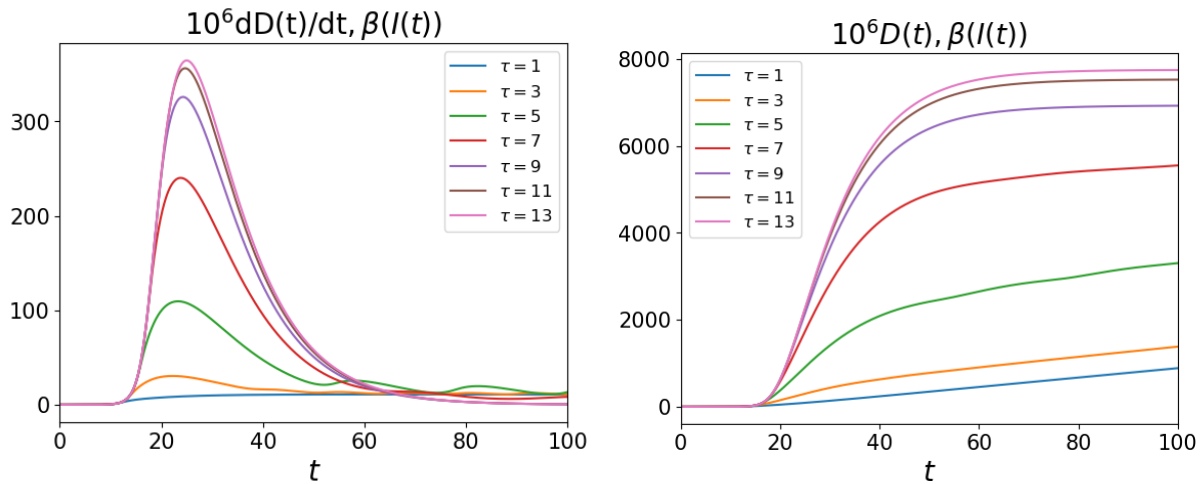 10⁶dD(t)/dt, β(I(t))
τ = 1
τ = 3
τ = 5
τ = 7
τ = 9
τ = 11
τ = 13
300
200
100
0
0 20 40 60 80 100
t
10⁶D(t), β(I(t))
τ = 1
τ = 3
τ = 5
τ = 7
τ = 9
τ = 11
τ = 13
8000
6000
4000
2000
0
0 20 40 60 80 100
t